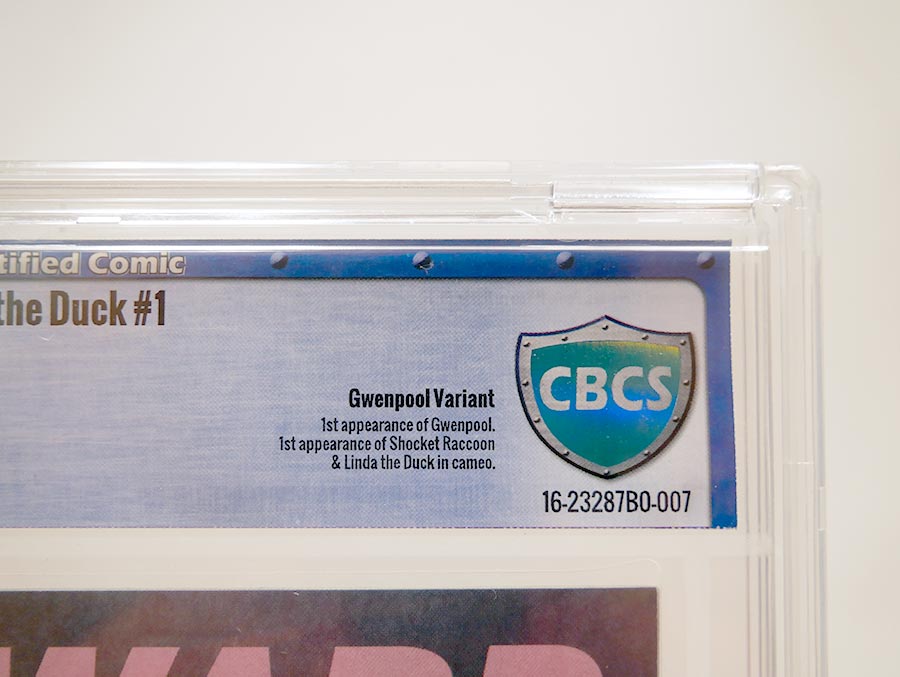 tified Comic
the Duck #1
Gwenpool Variant
1st appearance of Gwenpool.
1st appearance of Shocket Raccoon
& Linda the Duck in cameo.
CBCS
16-23287B0-007
WARD